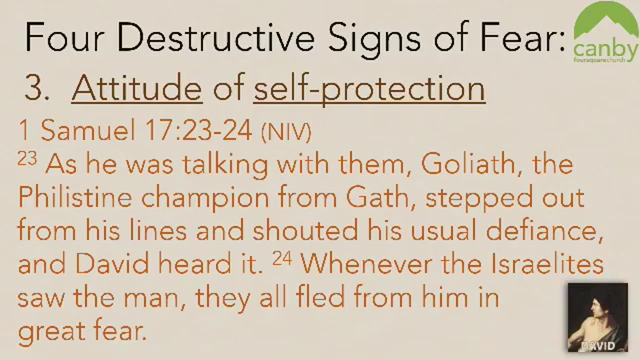 Four Destructive Signs of Fear:
canby
foursquarechurch
3. Attitude of self-protection
1 Samuel 17:23-24 (NIV)
23 As he was talking with them, Goliath, the
Philistine champion from Gath, stepped out
from his lines and shouted his usual defiance,
and David heard it. 24 Whenever the Israelites
saw the man, they all fled from him in
great fear.
DAVID